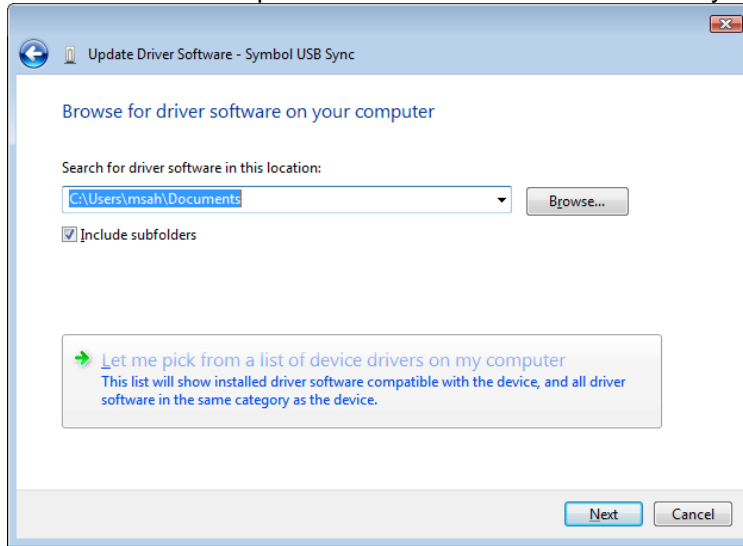 Update Driver Software - Symbol USB Sync
Browse for driver software on your computer
Search for driver software in this location:
C:\Users\msah\Documents
Browse...
Include subfolders
Let me pick from a list of device drivers on my computer
This list will show installed driver software compatible with the device, and all driver
software in the same category as the device.
Next Cancel